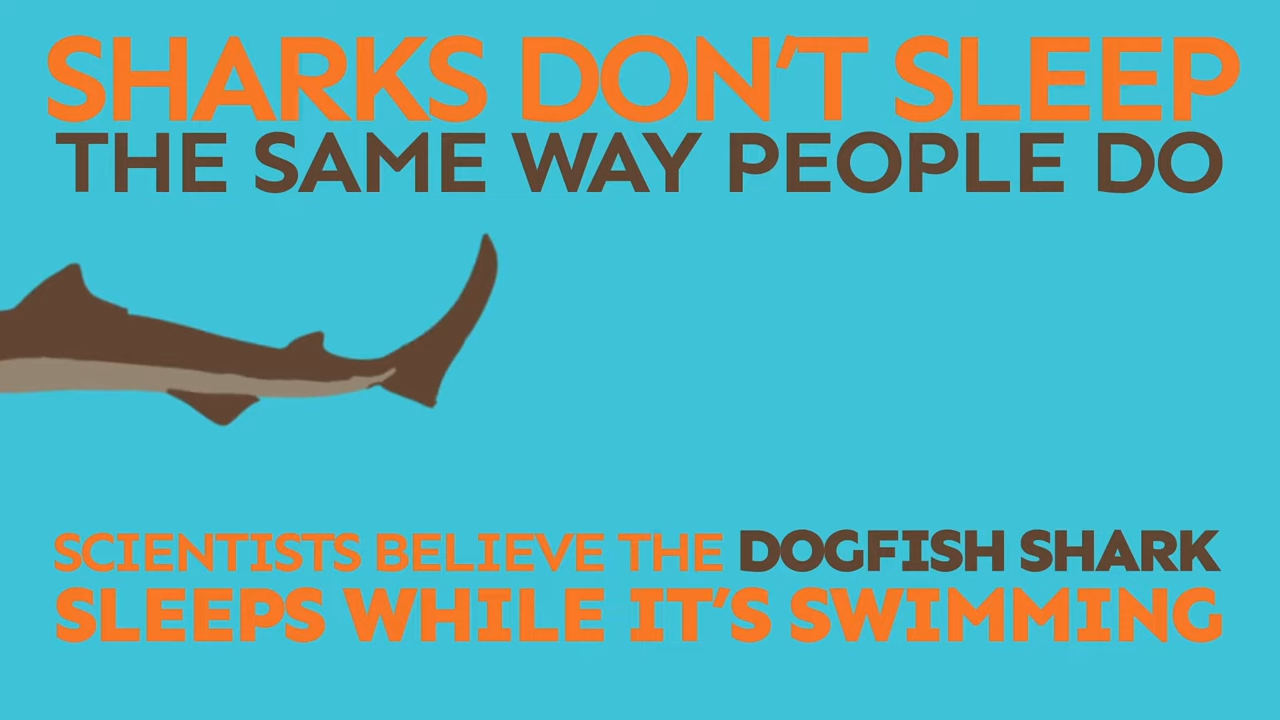 SHARKS DON'T SLEEP
THE SAME WAY PEOPLE DO
SCIENTISTS BELIEVE THE DOGFISH SHARK
SLEEPS WHILE IT'S SWIMMING